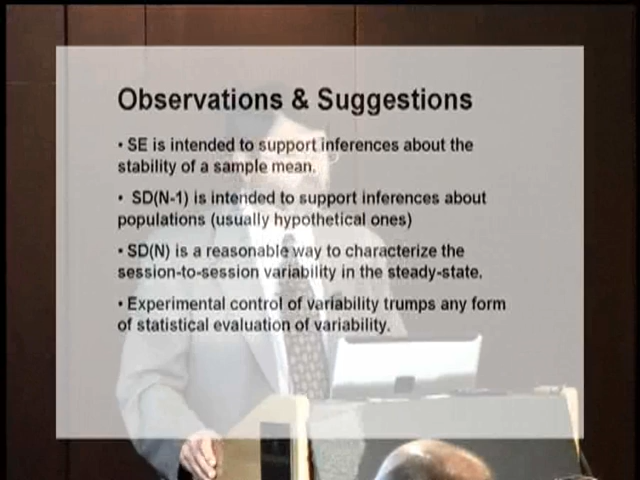 Observations & Suggestions
• SE is intended to support inferences about the
stability of a sample mean.
• SD(N-1) is intended to support inferences about
populations (usually hypothetical ones)
• SD(N) is a reasonable way to characterize the
session-to-session variability in the steady-state.
• Experimental control of variability trumps any form
of statistical evaluation of variability.